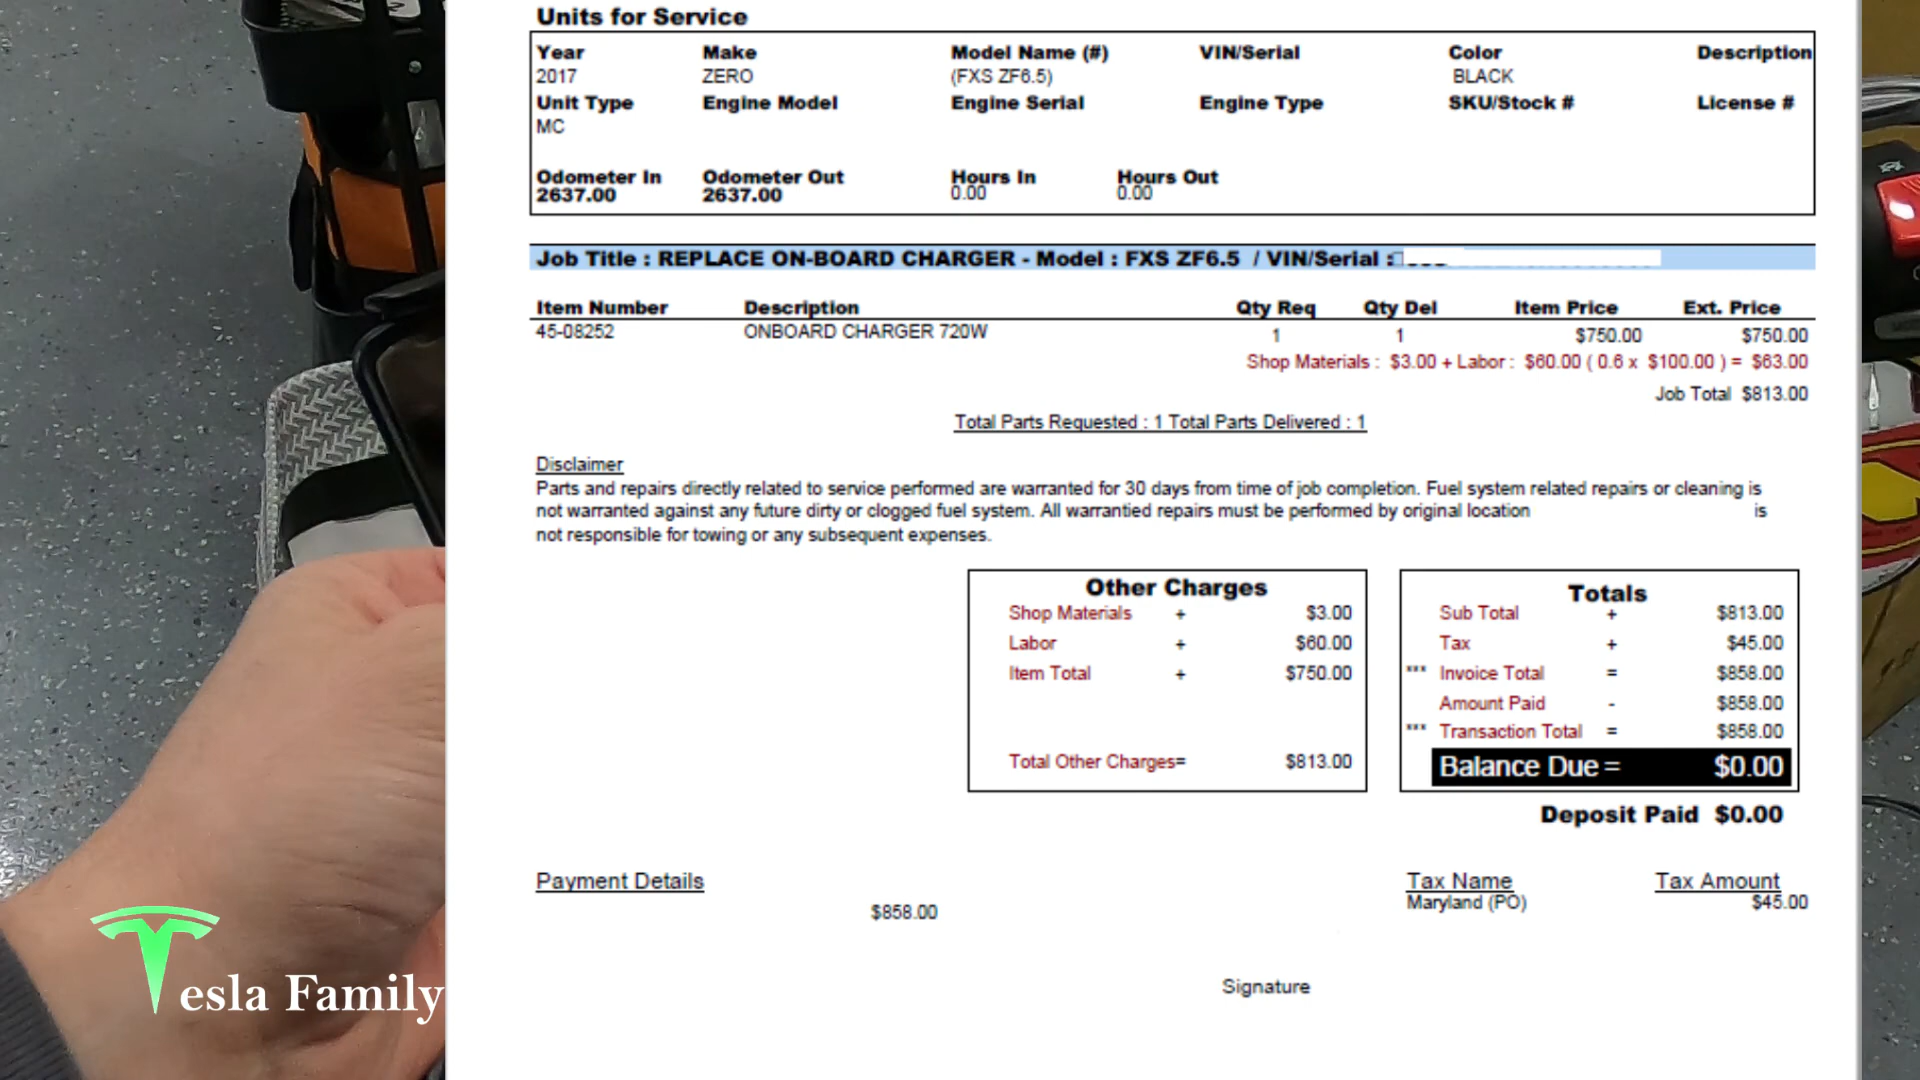 Units for Service
Year Make Model Name (#) VIN/Serial Color Description
2017 ZERO (FXS ZF6.5) BLACK
Unit Type Engine Model Engine Serial Engine Type SKU/Stock # License #
MC
Odometer In Odometer Out Hours In Hours Out
2637.00 2637.00 0.00 0.00
Job Title : REPLACE ON-BOARD CHARGER - Model : FXS ZF6.5 / VIN/Serial :
Item Number Description Qty Req Qty Del Item Price Ext. Price
45-08252 ONBOARD CHARGER 720W 1 1 $750.00 $750.00
Shop Materials : $3.00 + Labor : $60.00 ( 0.6 x $100.00 ) = $63.00
Job Total $813.00
Total Parts Requested : 1 Total Parts Delivered : 1
Disclaimer
Parts and repairs directly related to service performed are warranted for 30 days from time of job completion. Fuel system related repairs or cleaning is
not warranted against any future dirty or clogged fuel system. All warrantied repairs must be performed by original location is
not responsible for towing or any subsequent expenses.
Other Charges
Shop Materials + $3.00
Labor + $60.00
Item Total + $750.00
Total Other Charges= $813.00
Totals
Sub Total + $813.00
Tax + $45.00
*** Invoice Total = $858.00
Amount Paid - $858.00
*** Transaction Total = $858.00
Balance Due = $0.00
Deposit Paid $0.00
Payment Details
$858.00
Tax Name Tax Amount
Maryland (PO) $45.00
Signature
Tesla Family